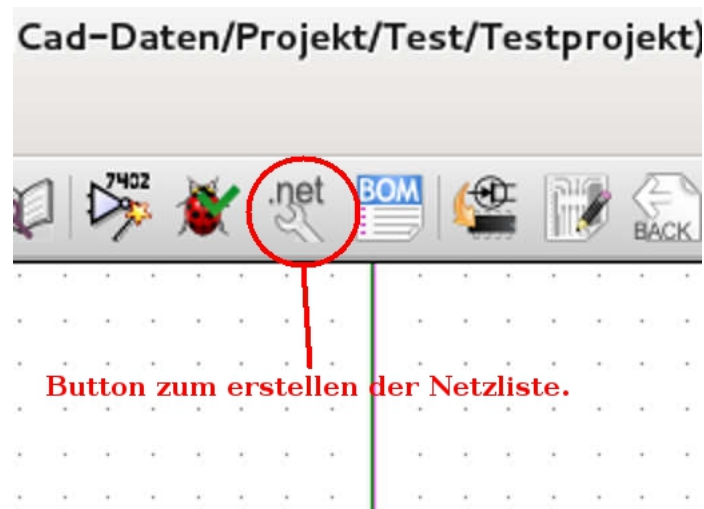 Cad-Daten/Projekt/Test/Testprojekt)
7402
.net
BOM
BACK
Button zum erstellen der Netzliste.